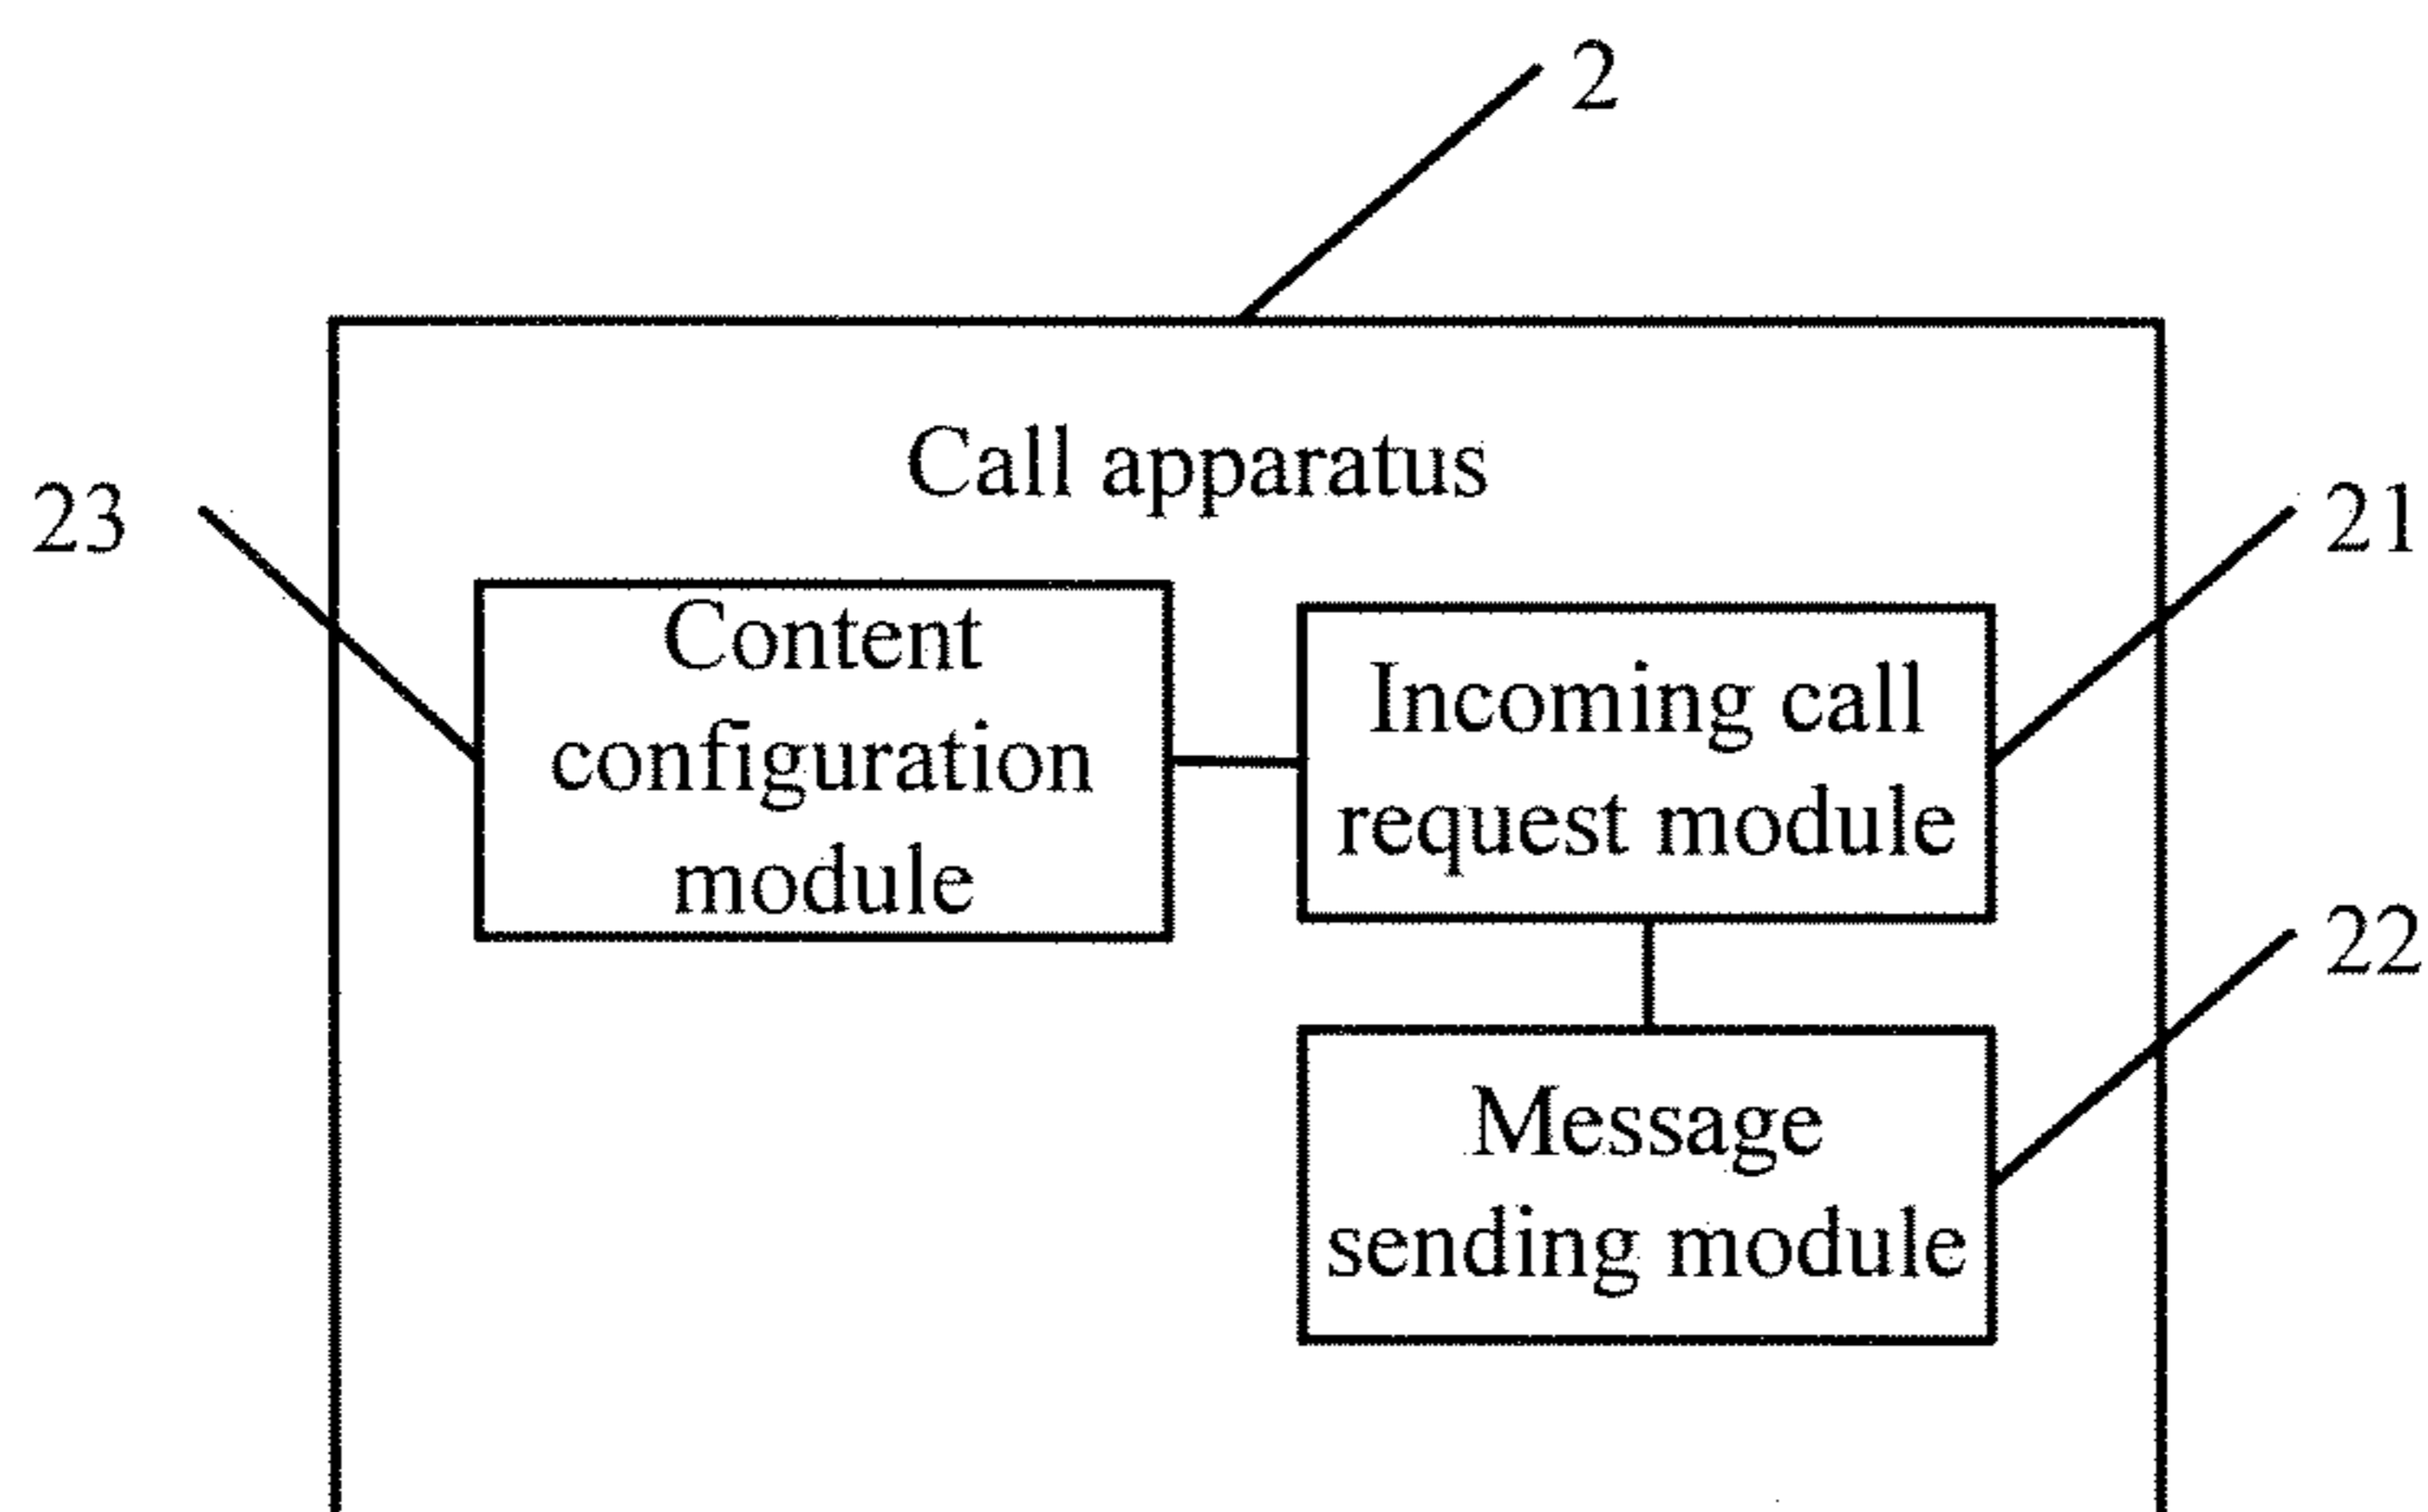 2
Call apparatus
23
21
Content
configuration
module
Incoming call
request module
22
Message
sending module